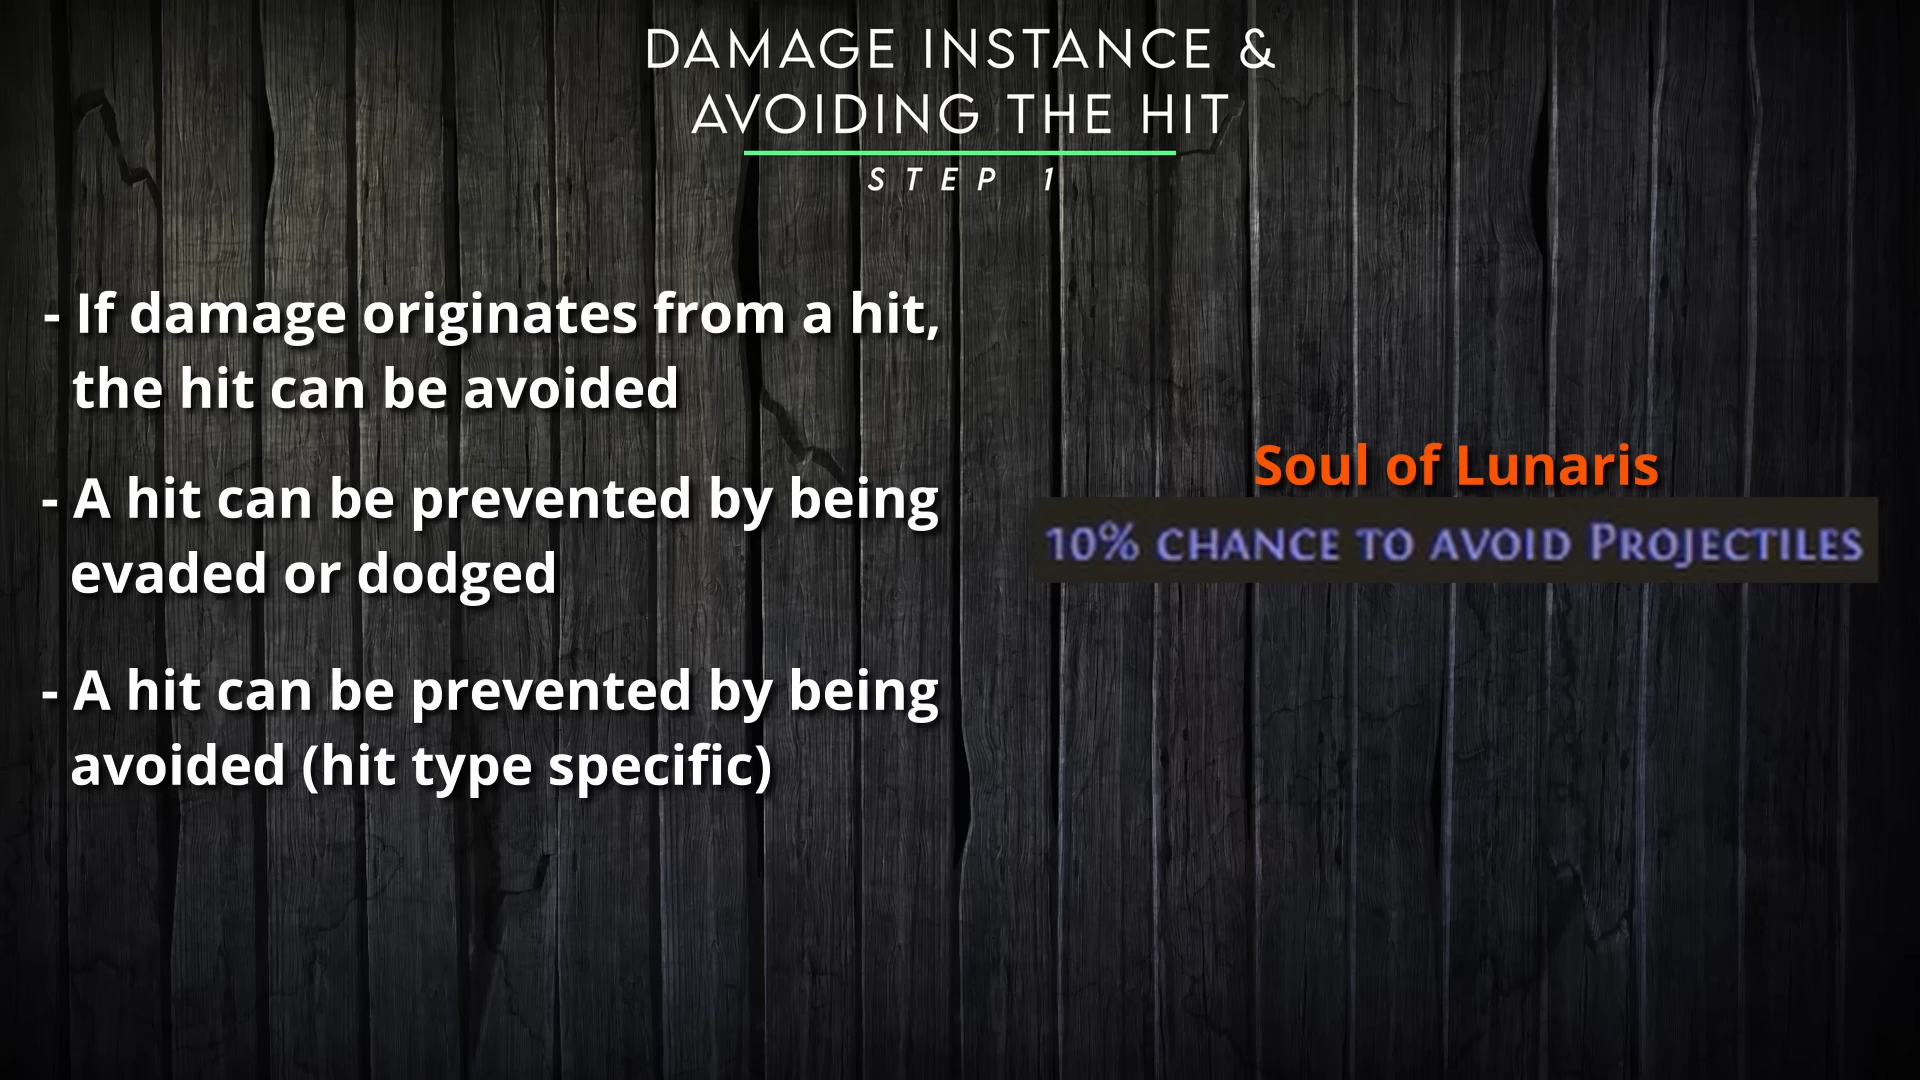 DAMAGE INSTANCE &
AVOIDING THE HIT
STEP 1
- If damage originates from a hit,
the hit can be avoided
- A hit can be prevented by being
evaded or dodged
- A hit can be prevented by being
avoided (hit type specific)
Soul of Lunaris
10% CHANCE TO AVOID PROJECTILES